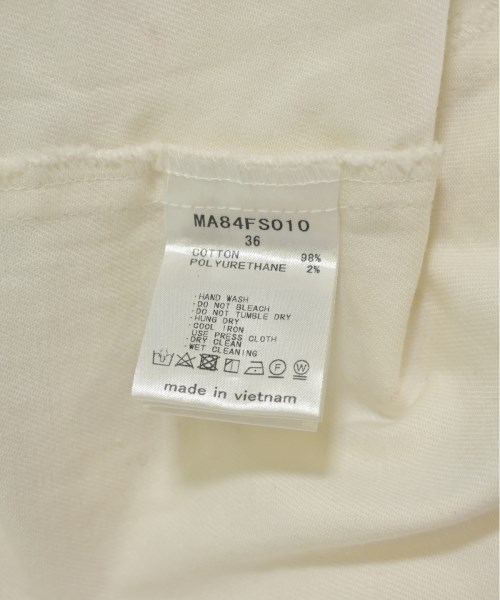 MA84FS010
36
COTTON 98%
POLYURETHANE 2%
·HAND WASH
·DO NOT BLEACH
·DO NOT TUMBLE DRY
·HUNG DRY
·COOL IRON
USE PRESS CLOTH
·DRY CLEAN
·WET CLEANING
F W
made in vietnam